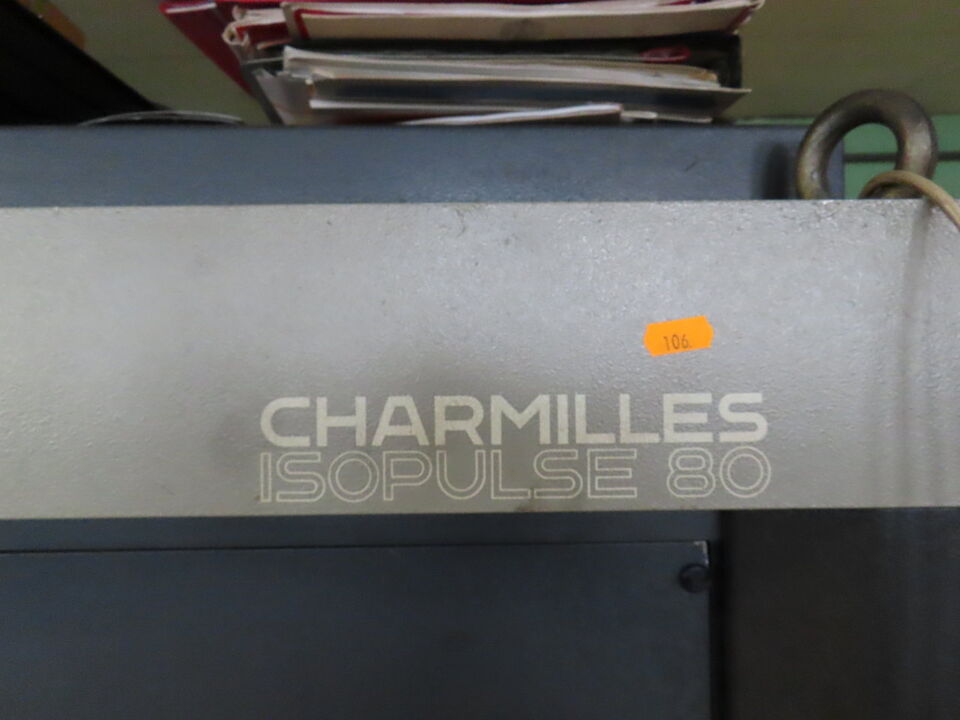 106.
CHARMILLES
ISOPULSE 80